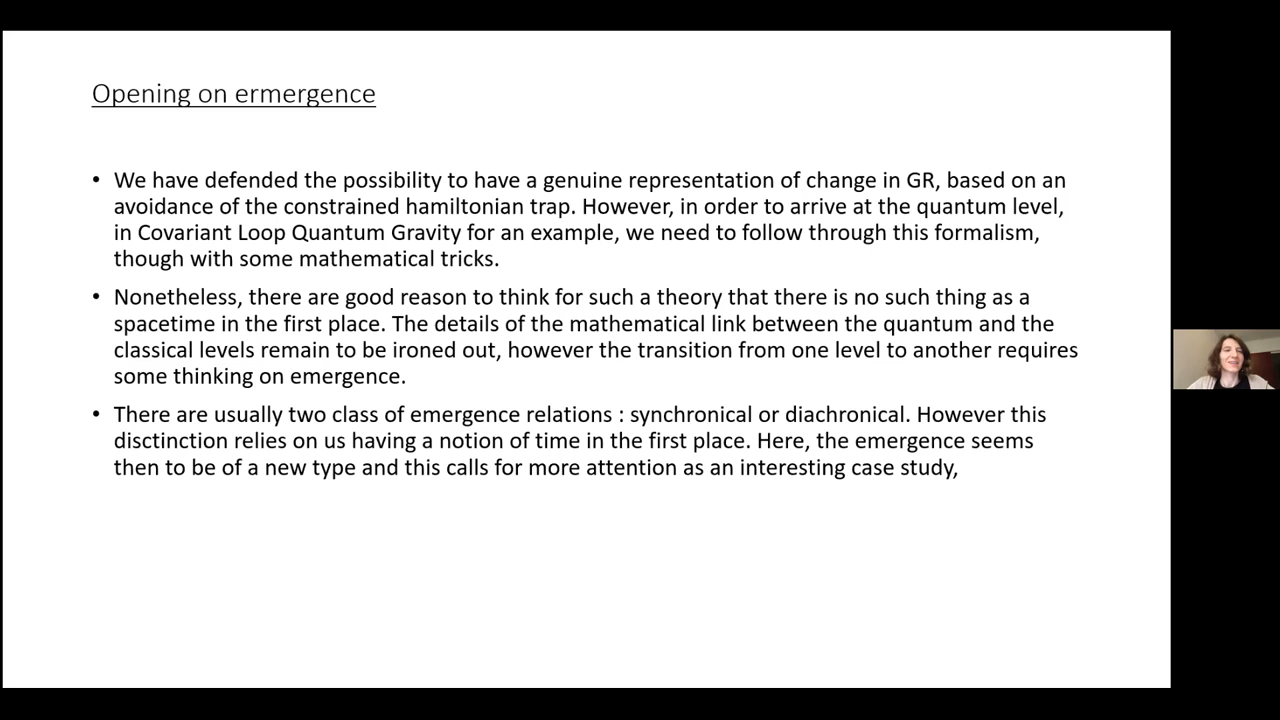 Opening on ermergence
• We have defended the possibility to have a genuine representation of change in GR, based on an
avoidance of the constrained hamiltonian trap. However, in order to arrive at the quantum level,
in Covariant Loop Quantum Gravity for an example, we need to follow through this formalism,
though with some mathematical tricks.
• Nonetheless, there are good reason to think for such a theory that there is no such thing as a
spacetime in the first place. The details of the mathematical link between the quantum and the
classical levels remain to be ironed out, however the transition from one level to another requires
some thinking on emergence.
• There are usually two class of emergence relations : synchronical or diachronical. However this
disctinction relies on us having a notion of time in the first place. Here, the emergence seems
then to be of a new type and this calls for more attention as an interesting case study,